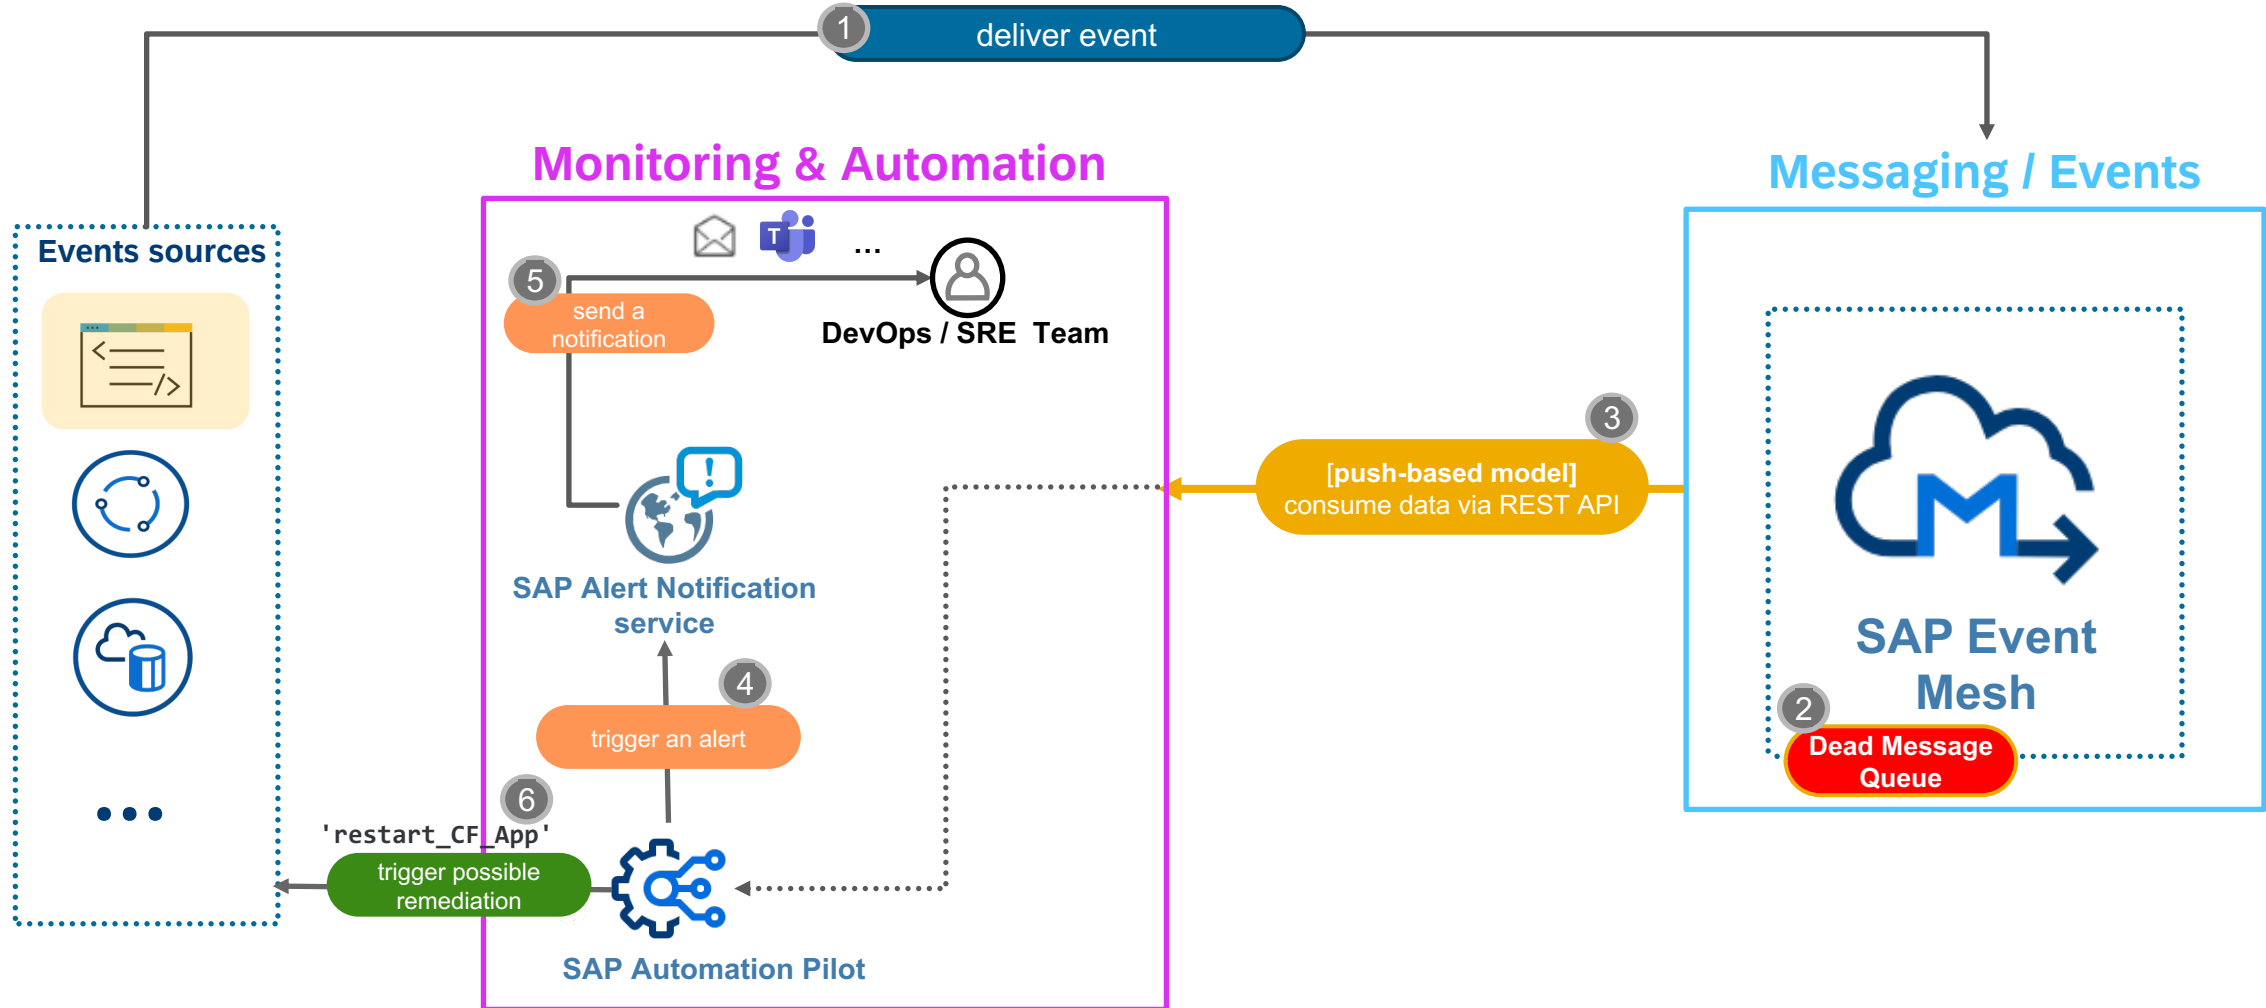 1
deliver event
Monitoring & Automation
Messaging / Events
Events sources
T
...
5
send a
notification
DevOps / SRE Team
3
[push-based model]
consume data via REST API
SAP Alert Notification
service
4
trigger an alert
SAP Event
Mesh
2
Dead Message
Queue
6
'restart_CF_App'
trigger possible
remediation
SAP Automation Pilot